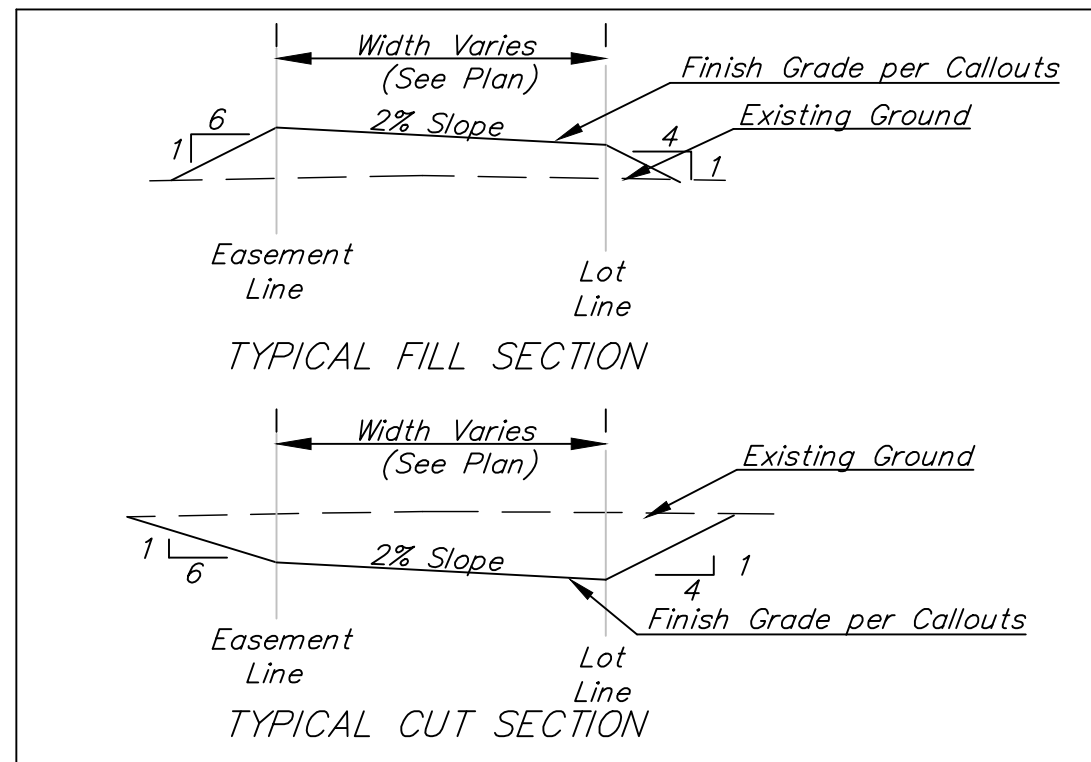 Width Varies
(See Plan)
Finish Grade per Callouts
Existing Ground
6
1
2% Slope
4
1
Easement
Line
Lot
Line
TYPICAL FILL SECTION
Width Varies
(See Plan)
Existing Ground
1
6
2% Slope
1
4
Finish Grade per Callouts
Easement
Line
Lot
Line
TYPICAL CUT SECTION